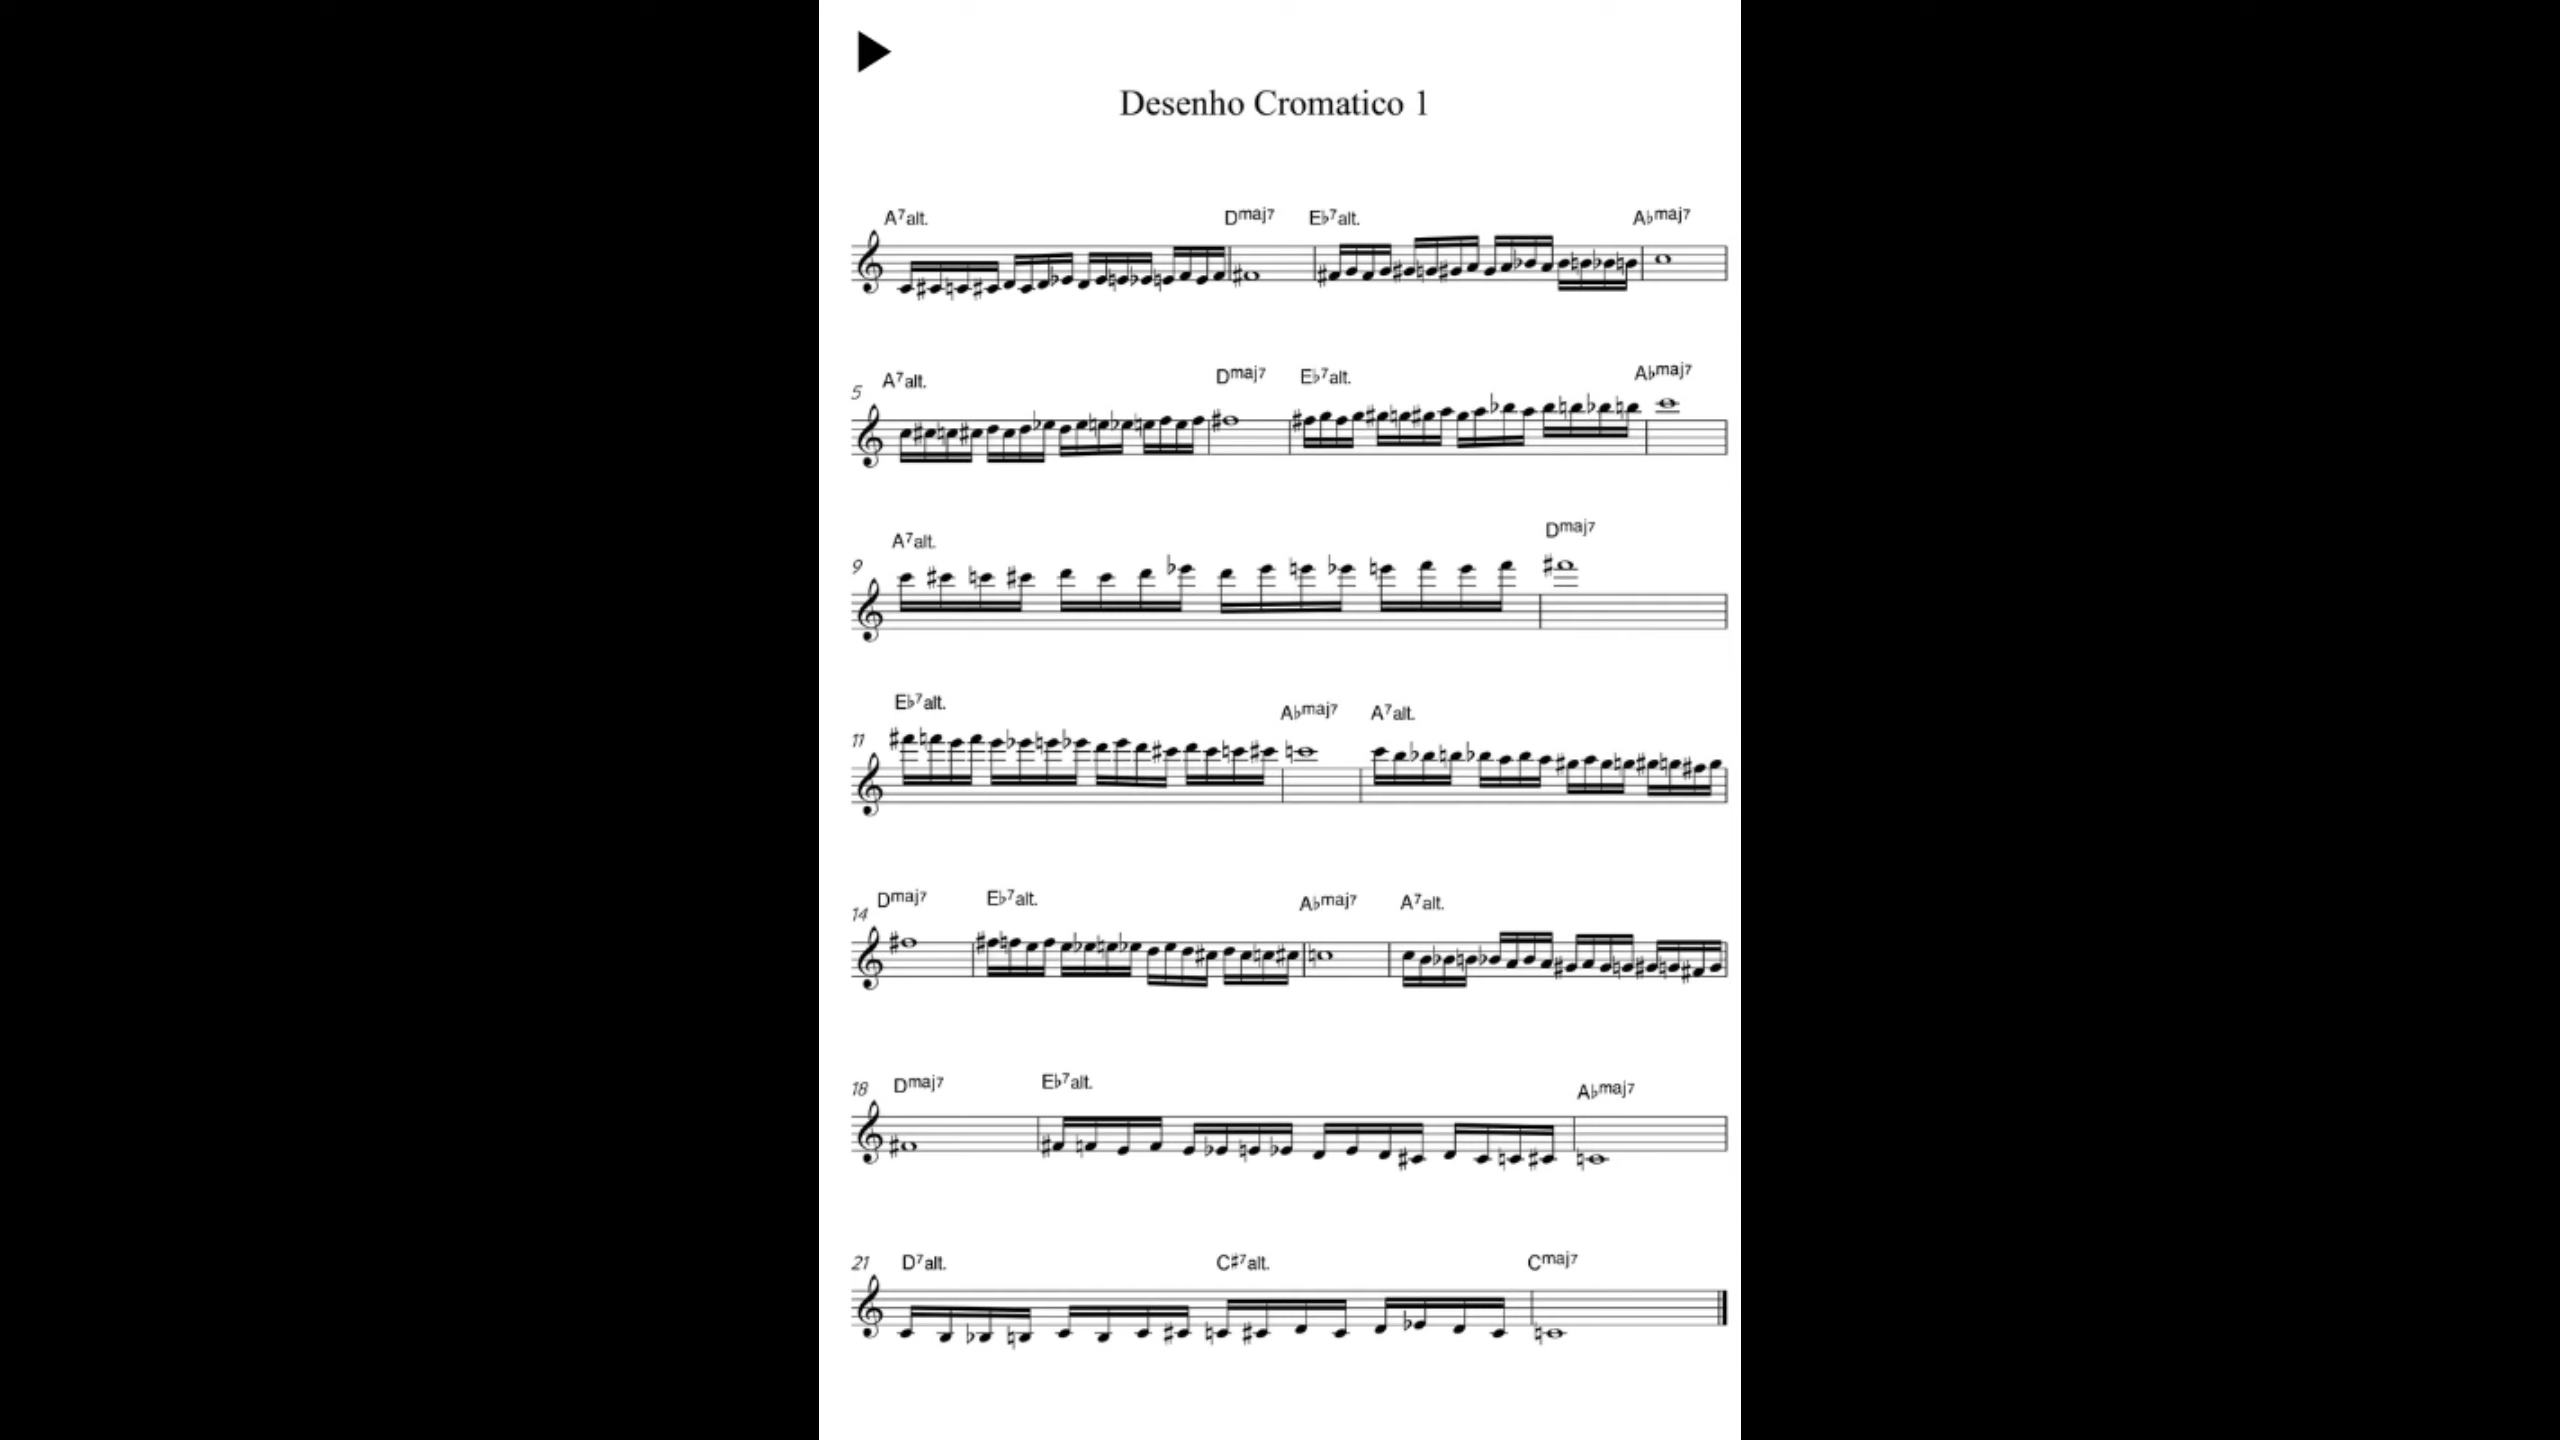 Desenho Cromatico 1
A7alt. Dmaj7 E♭7alt. A♭maj7
5 A7alt. Dmaj7 E♭7alt. A♭maj7
9 A7alt. Dmaj7
11 E♭7alt. A♭maj7 A7alt.
14 Dmaj7 E♭7alt. A♭maj7 A7alt.
18 Dmaj7 E♭7alt. A♭maj7
21 D7alt. C♯7alt. Cmaj7